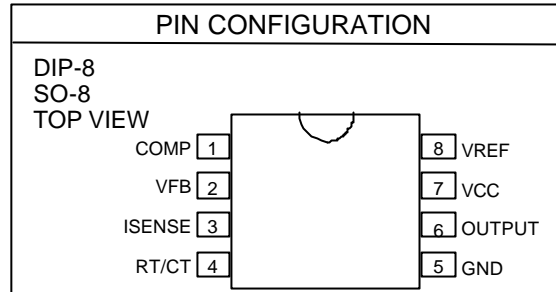 PIN CONFIGURATION
DIP-8
SO-8
TOP VIEW
COMP 1 8 VREF
VFB 2 7 VCC
ISENSE 3 6 OUTPUT
RT/CT 4 5 GND